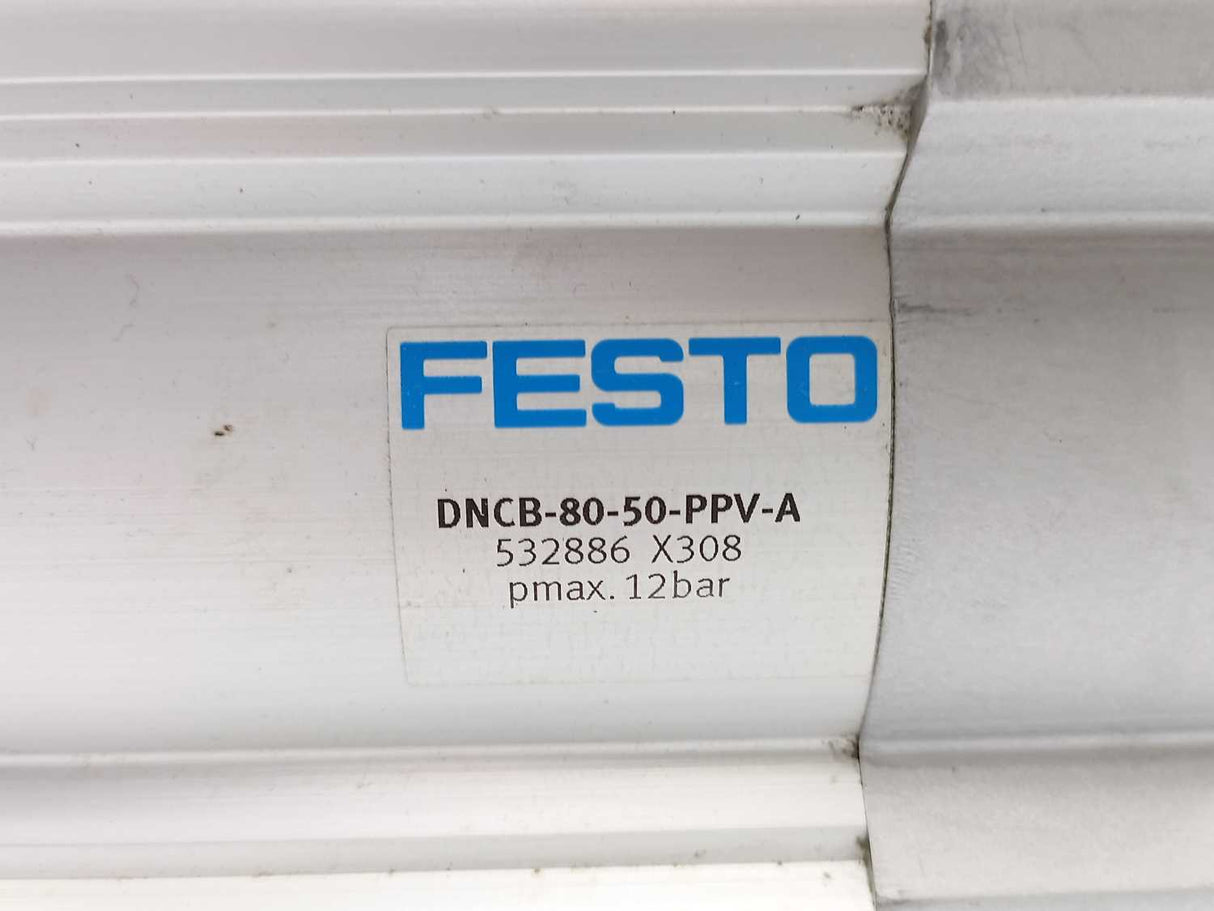 FESTO
DNCB-80-50-PPV-A
532886 X308
pmax. 12bar